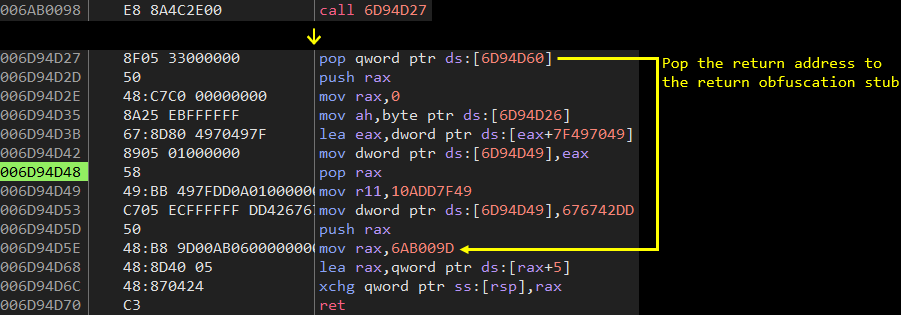 006AB0098 E8 8A4C2E00 call 6D94D27
006D94D27 8F05 33000000 pop qword ptr ds:[6D94D60]
006D94D2D 50 push rax
006D94D2E 48:C7C0 00000000 mov rax,0
006D94D35 8A25 EBFFFFFF mov ah,byte ptr ds:[6D94D26]
006D94D3B 67:8D80 4970497F lea eax,dword ptr ds:[eax+7F497049]
006D94D42 8905 01000000 mov dword ptr ds:[6D94D49],eax
006D94D48 58 pop rax
006D94D49 49:BB 497FDD0A01000000 mov r11,10ADD7F49
006D94D53 C705 ECFFFFFF DD426767 mov dword ptr ds:[6D94D49],676742DD
006D94D5D 50 push rax
006D94D5E 48:B8 9D00AB0600000000 mov rax,6AB009D
006D94D68 48:8D40 05 lea rax,qword ptr ds:[rax+5]
006D94D6C 48:870424 xchg qword ptr ss:[rsp],rax
006D94D70 C3 ret
Pop the return address to
the return obfuscation stub